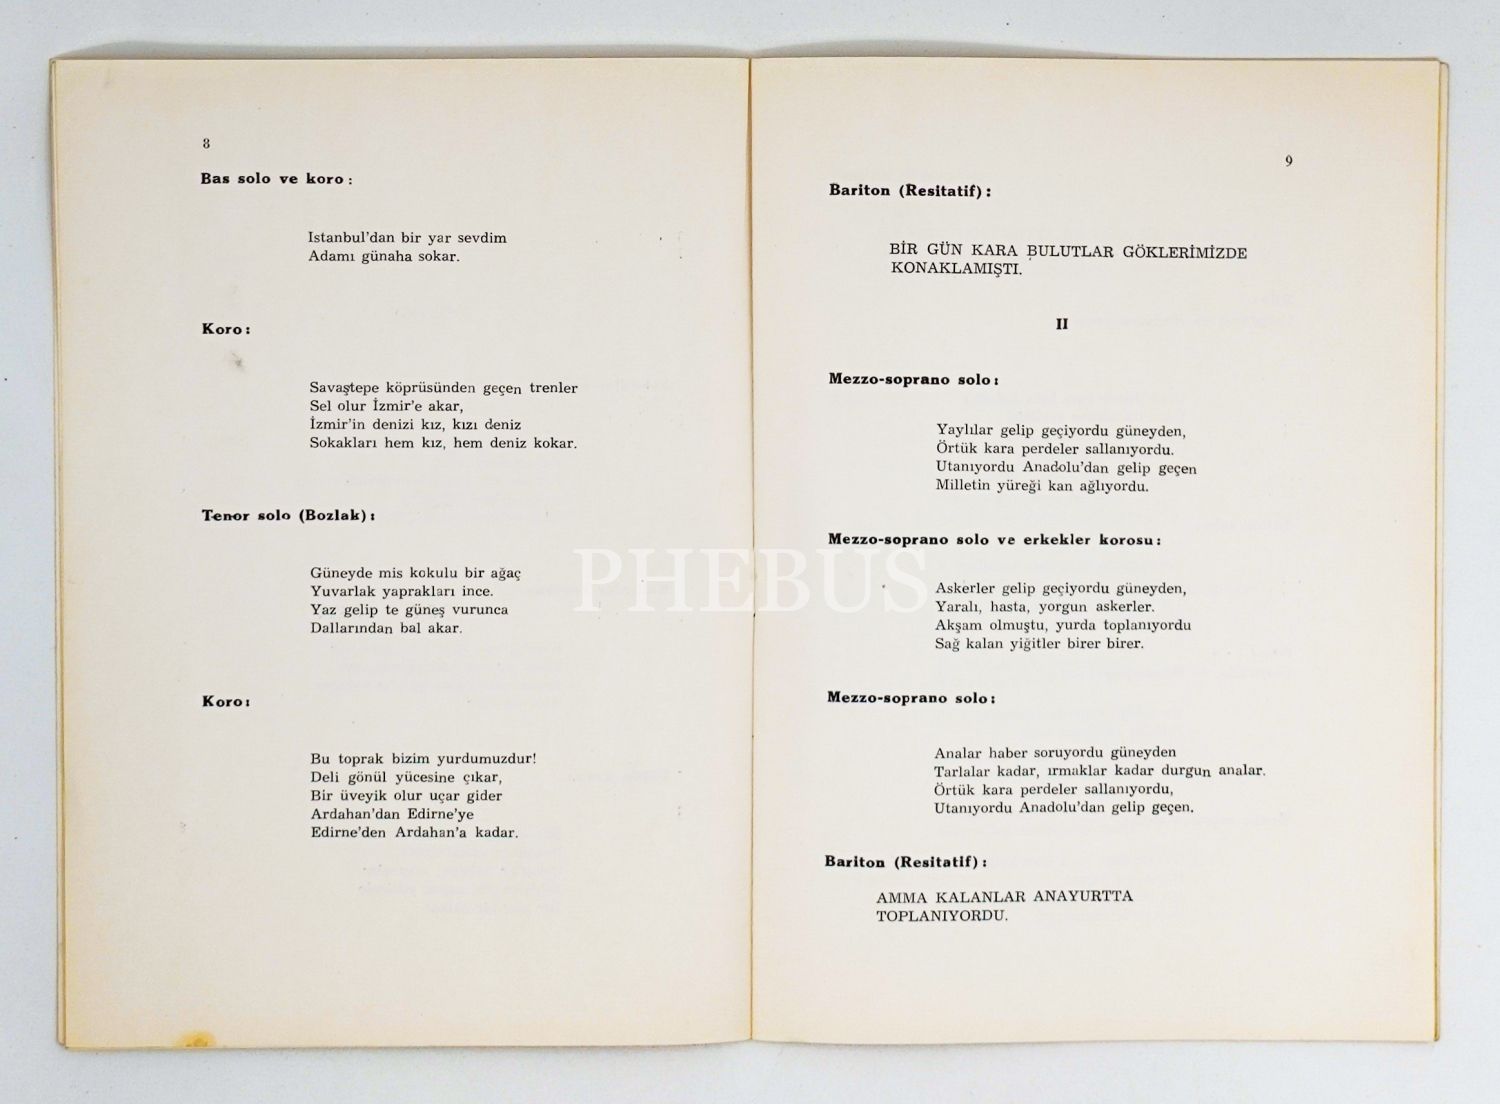 8
Bas solo ve koro :
Istanbul'dan bir yar sevdim
Adamı günaha sokar.
Koro :
Savaştepe köprüsünden geçen trenler
Sel olur İzmir'e akar,
İzmir'in denizi kız, kızı deniz
Sokakları hem kız, hem deniz kokar.
Tenor solo (Bozlak) :
Güneyde mis kokulu bir ağaç
Yuvarlak yaprakları ince.
Yaz gelip te güneş vurunca
Dallarından bal akar.
Koro :
Bu toprak bizim yurdumuzdur!
Deli gönül yücesine çıkar,
Bir üveyik olur uçar gider
Ardahan'dan Edirne'ye
Edirne'den Ardahan'a kadar.
9
Bariton (Resitatif) :
BİR GÜN KARA BULUTLAR GÖKLERİMİZDE
KONAKLAMIŞTI.
II
Mezzo-soprano solo :
Yaylılar gelip geçiyordu güneyden,
Örtük kara perdeler sallanıyordu.
Utanıyordu Anadolu'dan gelip geçen
Milletin yüreği kan ağlıyordu.
Mezzo-soprano solo ve erkekler korosu :
Askerler gelip geçiyordu güneyden,
Yaralı, hasta, yorgun askerler.
Akşam olmuştu, yurda toplanıyordu
Sağ kalan yiğitler birer birer.
Mezzo-soprano solo :
Analar haber soruyordu güneyden
Tarlalar kadar, ırmaklar kadar durgun analar.
Örtük kara perdeler sallanıyordu,
Utanıyordu Anadolu'dan gelip geçen.
Bariton (Resitatif) :
AMMA KALANLAR ANAYURTTA
TOPLANIYORDU.
PHEBUS